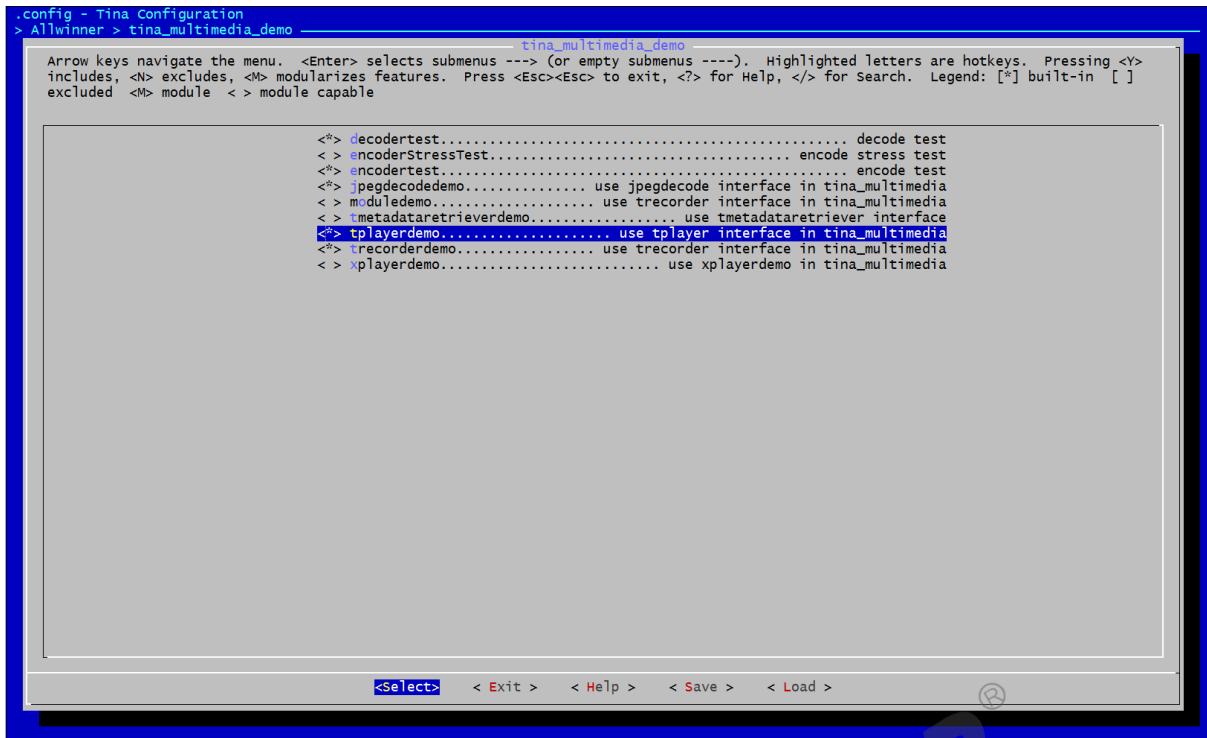 .config - Tina Configuration
> Allwinner > tina_multimedia_demo
tina_multimedia_demo
Arrow keys navigate the menu.  <Enter> selects submenus ---> (or empty submenus ----).  Highlighted letters are hotkeys.  Pressing <Y>
includes, <N> excludes, <M> modularizes features.  Press <Esc><Esc> to exit, <?> for Help, </> for Search.  Legend: [*] built-in  [ ]
excluded  <M> module  < > module capable
<*> decodertest.................................................. decode test
< > encoderStressTest..................................... encode stress test
<*> encodertest.................................................. encode test
<*> jpegdecodedemo............... use jpegdecode interface in tina_multimedia
< > moduledemo.................... use trecorder interface in tina_multimedia
< > tmetadataretrieverdemo.................. use tmetadataretriever interface
<*> tplayerdemo..................... use tplayer interface in tina_multimedia
<*> trecorderdemo................. use trecorder interface in tina_multimedia
< > xplayerdemo........................... use xplayerdemo in tina_multimedia
<Select>    < Exit >    < Help >    < Save >    < Load >
®